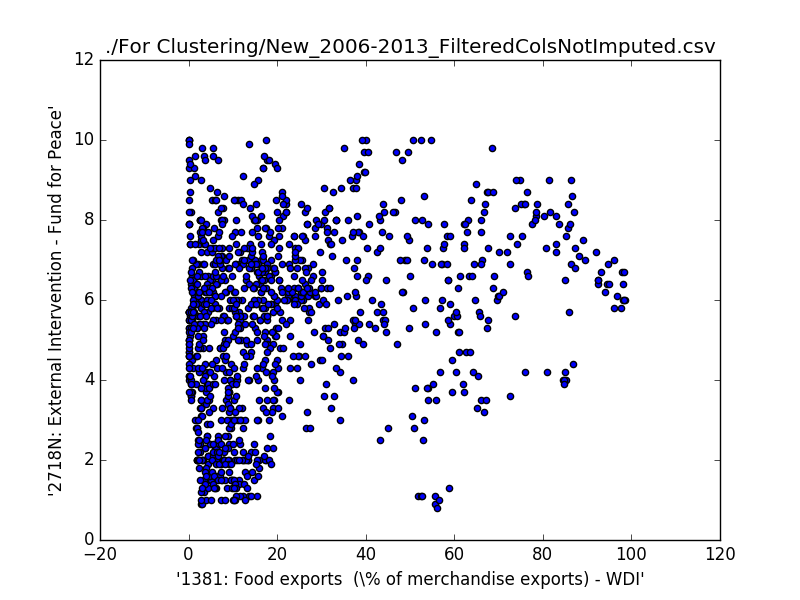 ./For Clustering/New_2006-2013_FilteredColsNotImputed.csv
12
10
8
6
4
2
0
'2718N: External Intervention - Fund for Peace'
−20 0 20 40 60 80 100 120
'1381: Food exports  (\% of merchandise exports) - WDI'